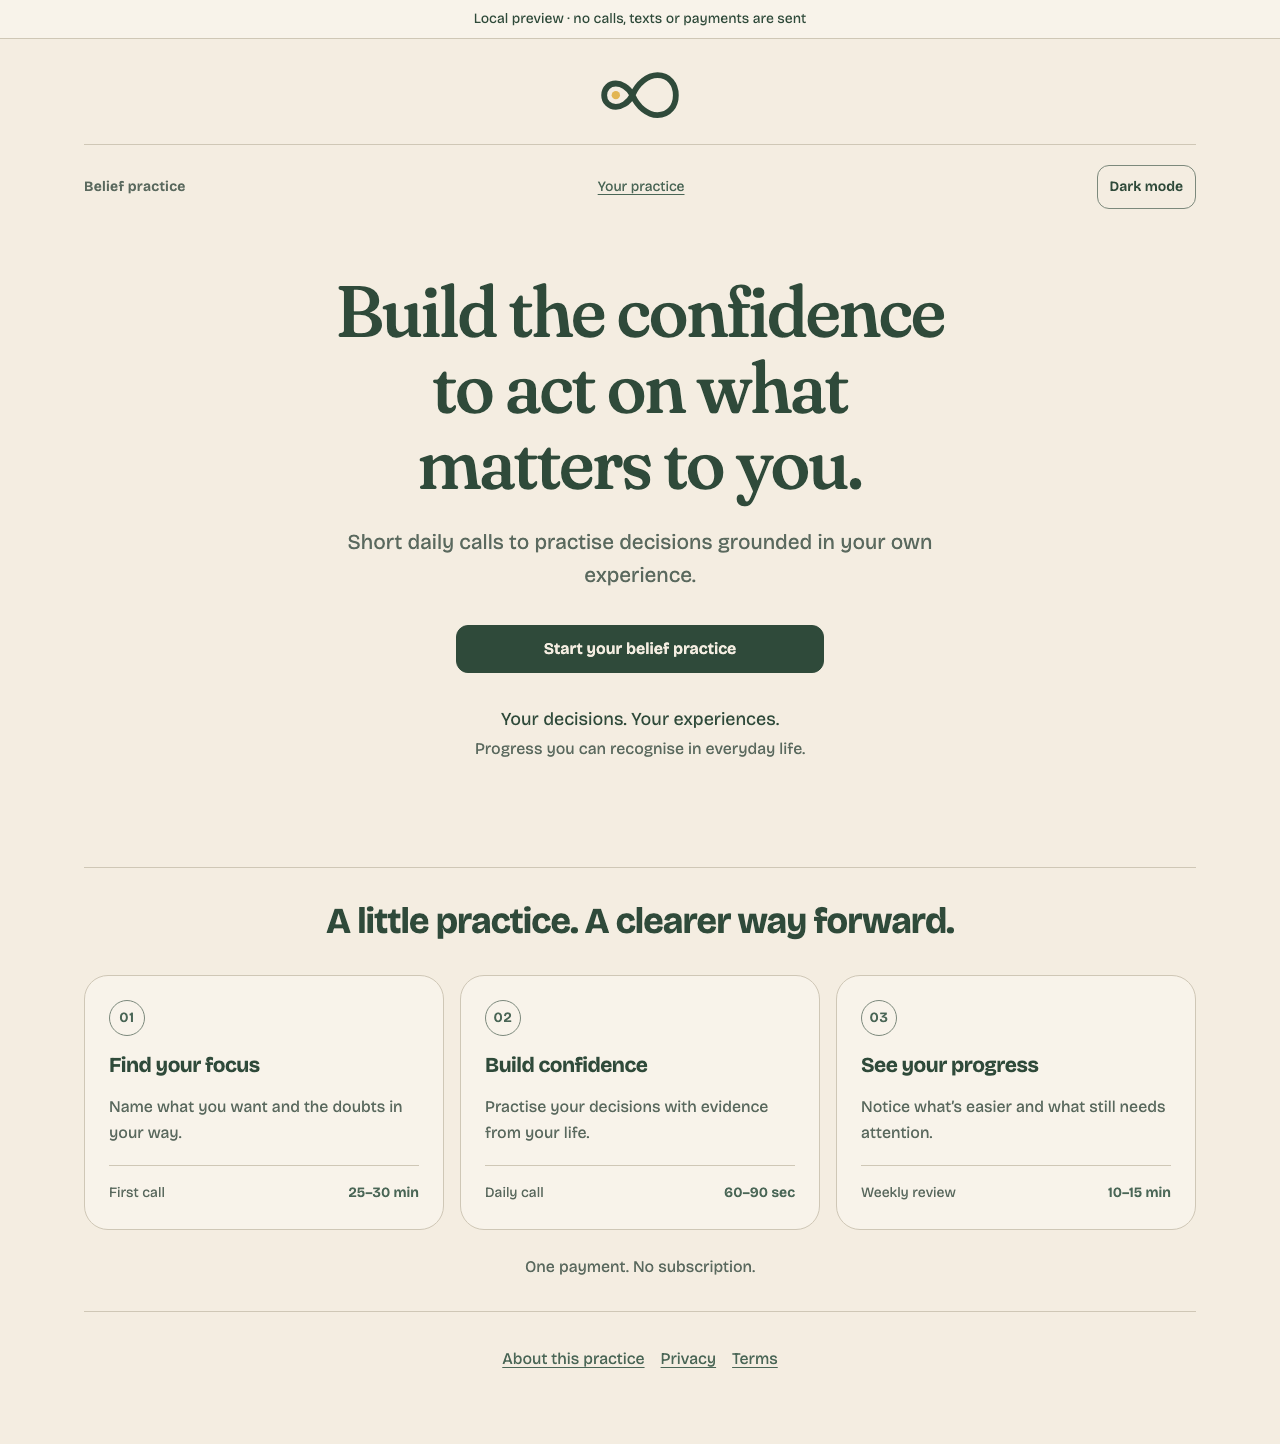 Local preview · no calls, texts or payments are sent
Belief practice
Your practice
Dark mode
Build the confidence
to act on what
matters to you.
Short daily calls to practise decisions grounded in your own
experience.
Start your belief practice
Your decisions. Your experiences.
Progress you can recognise in everyday life.
A little practice. A clearer way forward.
01
Find your focus
Name what you want and the doubts in
your way.
First call
25–30 min
02
Build confidence
Practise your decisions with evidence
from your life.
Daily call
60–90 sec
03
See your progress
Notice what’s easier and what still needs
attention.
Weekly review
10–15 min
One payment. No subscription.
About this practice
Privacy
Terms